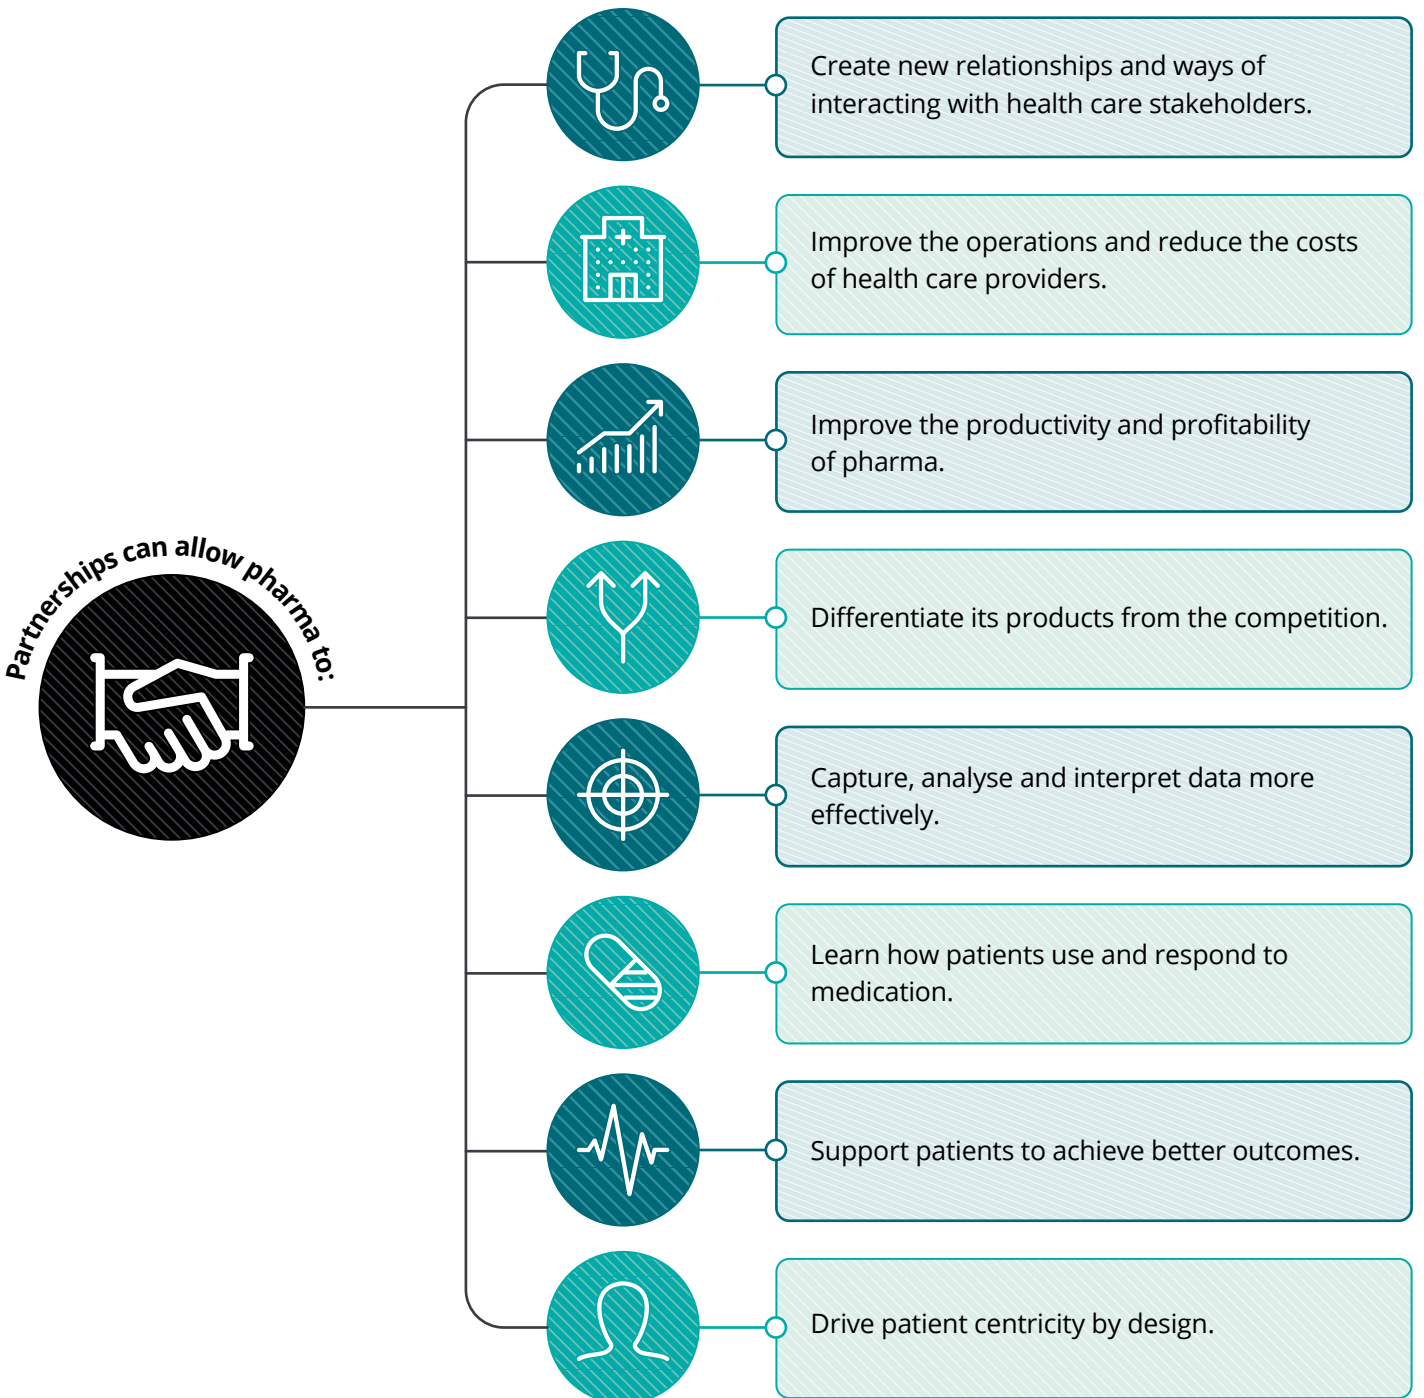 Partnerships can allow pharma to:
Create new relationships and ways of
interacting with health care stakeholders.
Improve the operations and reduce the costs
of health care providers.
Improve the productivity and profitability
of pharma.
Differentiate its products from the competition.
Capture, analyse and interpret data more
effectively.
Learn how patients use and respond to
medication.
Support patients to achieve better outcomes.
Drive patient centricity by design.